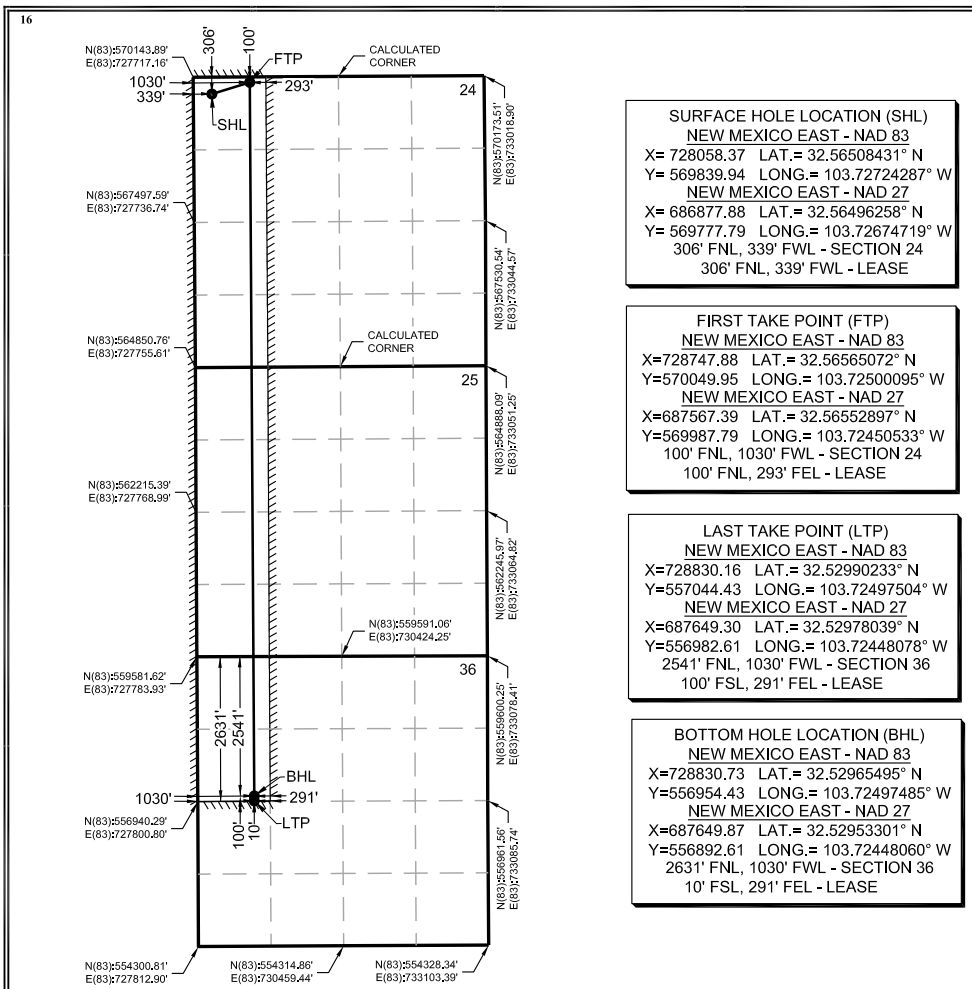 16
306'
100'
FTP
CALCULATED
CORNER
N(83):570143.89'
E(83):727717.16'
1030'
339'
293'
SHL
24
N(83):570173.51'
E(83):733018.90'
N(83):567497.59'
E(83):727736.74'
N(83):567530.54'
E(83):733044.57'
N(83):564850.76'
E(83):727755.61'
CALCULATED
CORNER
25
N(83):564888.09'
E(83):733051.25'
N(83):562215.39'
E(83):727768.99'
N(83):562245.97'
E(83):733064.82'
N(83):559591.06'
E(83):730424.25'
N(83):559581.62'
E(83):727783.93'
36
N(83):559600.25'
E(83):733078.41'
2631'
2541'
BHL
1030'
291'
LTP
100'
10'
N(83):556940.29'
E(83):727800.80'
N(83):556961.56'
E(83):733085.74'
N(83):554300.81'
E(83):727812.90'
N(83):554314.86'
E(83):730459.44'
N(83):554328.34'
E(83):733103.39'
SURFACE HOLE LOCATION (SHL)
NEW MEXICO EAST - NAD 83
X= 728058.37 LAT.= 32.56508431° N
Y= 569839.94 LONG.= 103.72724287° W
NEW MEXICO EAST - NAD 27
X= 686877.88 LAT.= 32.56496258° N
Y= 569777.79 LONG.= 103.72674719° W
306' FNL, 339' FWL - SECTION 24
306' FNL, 339' FWL - LEASE
FIRST TAKE POINT (FTP)
NEW MEXICO EAST - NAD 83
X=728747.88 LAT.= 32.56565072° N
Y=570049.95 LONG.= 103.72500095° W
NEW MEXICO EAST - NAD 27
X=687567.39 LAT.= 32.56552897° N
Y=569987.79 LONG.= 103.72450533° W
100' FNL, 1030' FWL - SECTION 24
100' FNL, 293' FEL - LEASE
LAST TAKE POINT (LTP)
NEW MEXICO EAST - NAD 83
X=728830.16 LAT.= 32.52990233° N
Y=557044.43 LONG.= 103.72497504° W
NEW MEXICO EAST - NAD 27
X=687649.30 LAT.= 32.52978039° N
Y=556982.61 LONG.= 103.72448078° W
2541' FNL, 1030' FWL - SECTION 36
100' FSL, 291' FEL - LEASE
BOTTOM HOLE LOCATION (BHL)
NEW MEXICO EAST - NAD 83
X=728830.73 LAT.= 32.52965495° N
Y=556954.43 LONG.= 103.72497485° W
NEW MEXICO EAST - NAD 27
X=687649.87 LAT.= 32.52953301° N
Y=556892.61 LONG.= 103.72448060° W
2631' FNL, 1030' FWL - SECTION 36
10' FSL, 291' FEL - LEASE